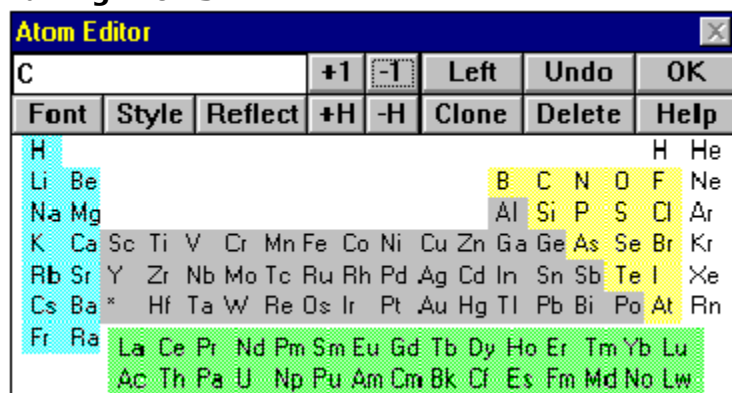 Atom Editor
C +1 -1 Left Undo OK
Font Style Reflect +H -H Clone Delete Help
H H He
Li Be B C N O F Ne
Na Mg Al Si P S Cl Ar
K Ca Sc Ti V Cr Mn Fe Co Ni Cu Zn Ga Ge As Se Br Kr
Rb Sr Y Zr Nb Mo Tc Ru Rh Pd Ag Cd In Sn Sb Te I Xe
Cs Ba * Hf Ta W Re Os Ir Pt Au Hg Tl Pb Bi Po At Rn
Fr Ra La Ce Pr Nd Pm Sm Eu Gd Tb Dy Ho Er Tm Yb Lu
Ac Th Pa U Np Pu Am Cm Bk Cf Es Fm Md No Lw